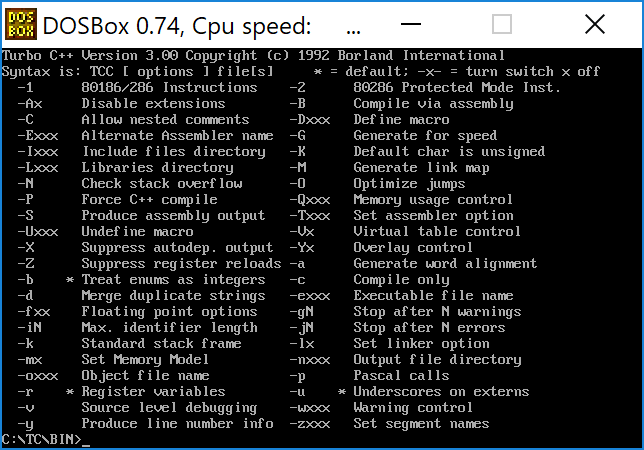 DOS
BOX
DOSBox 0.74, Cpu speed: ...
Turbo C++ Version 3.00 Copyright (c) 1992 Borland International
Syntax is: TCC [ options ] file[s] * = default; -x- = turn switch x off
-1 80186/286 Instructions -2 80286 Protected Mode Inst.
-Ax Disable extensions -B Compile via assembly
-C Allow nested comments -Dxxx Define macro
-Exxx Alternate Assembler name -G Generate for speed
-Ixxx Include files directory -K Default char is unsigned
-Lxxx Libraries directory -M Generate link map
-N Check stack overflow -O Optimize jumps
-P Force C++ compile -Qxxx Memory usage control
-S Produce assembly output -Txxx Set assembler option
-Uxxx Undefine macro -Vx Virtual table control
-X Suppress autodep. output -Yx Overlay control
-Z Suppress register reloads -a Generate word alignment
-b * Treat enums as integers -c Compile only
-d Merge duplicate strings -exxx Executable file name
-fxx Floating point options -gN Stop after N warnings
-iN Max. identifier length -jN Stop after N errors
-k Standard stack frame -lx Set linker option
-mx Set Memory Model -nxxx Output file directory
-oxxx Object file name -p Pascal calls
-r * Register variables -u * Underscores on externs
-v Source level debugging -wxxx Warning control
-y Produce line number info -zxxx Set segment names
C:\TC\BIN>_